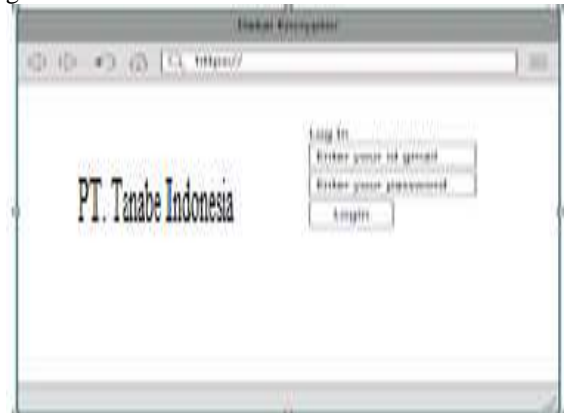 https://
Log In
Enter your id gmail
Enter your password
Login
PT. Tanabe Indonesia